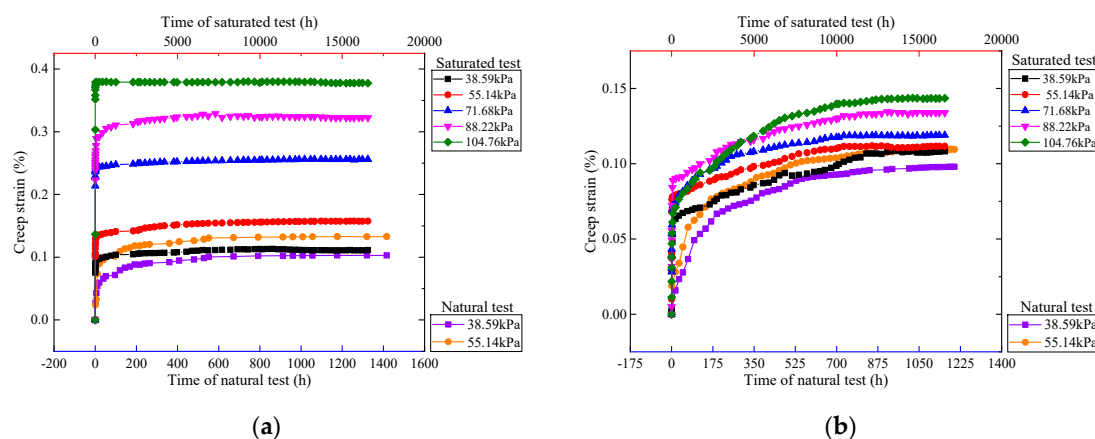 Time of saturated test (h)
0 5000 10000 15000 20000
Creep strain (%)
0.4
0.3
0.2
0.1
0.0
-200 0 200 400 600 800 1000 1200 1400 1600
Time of natural test (h)
Saturated test
38.59kPa
55.14kPa
71.68kPa
88.22kPa
104.76kPa
Natural test
38.59kPa
55.14kPa
(a)
Time of saturated test (h)
0 5000 10000 15000 20000
Creep strain (%)
0.15
0.10
0.05
0.00
-175 0 175 350 525 700 875 1050 1225 1400
Time of natural test (h)
Saturated test
38.59kPa
55.14kPa
71.68kPa
88.22kPa
104.76kPa
Natural test
38.59kPa
55.14kPa
(b)